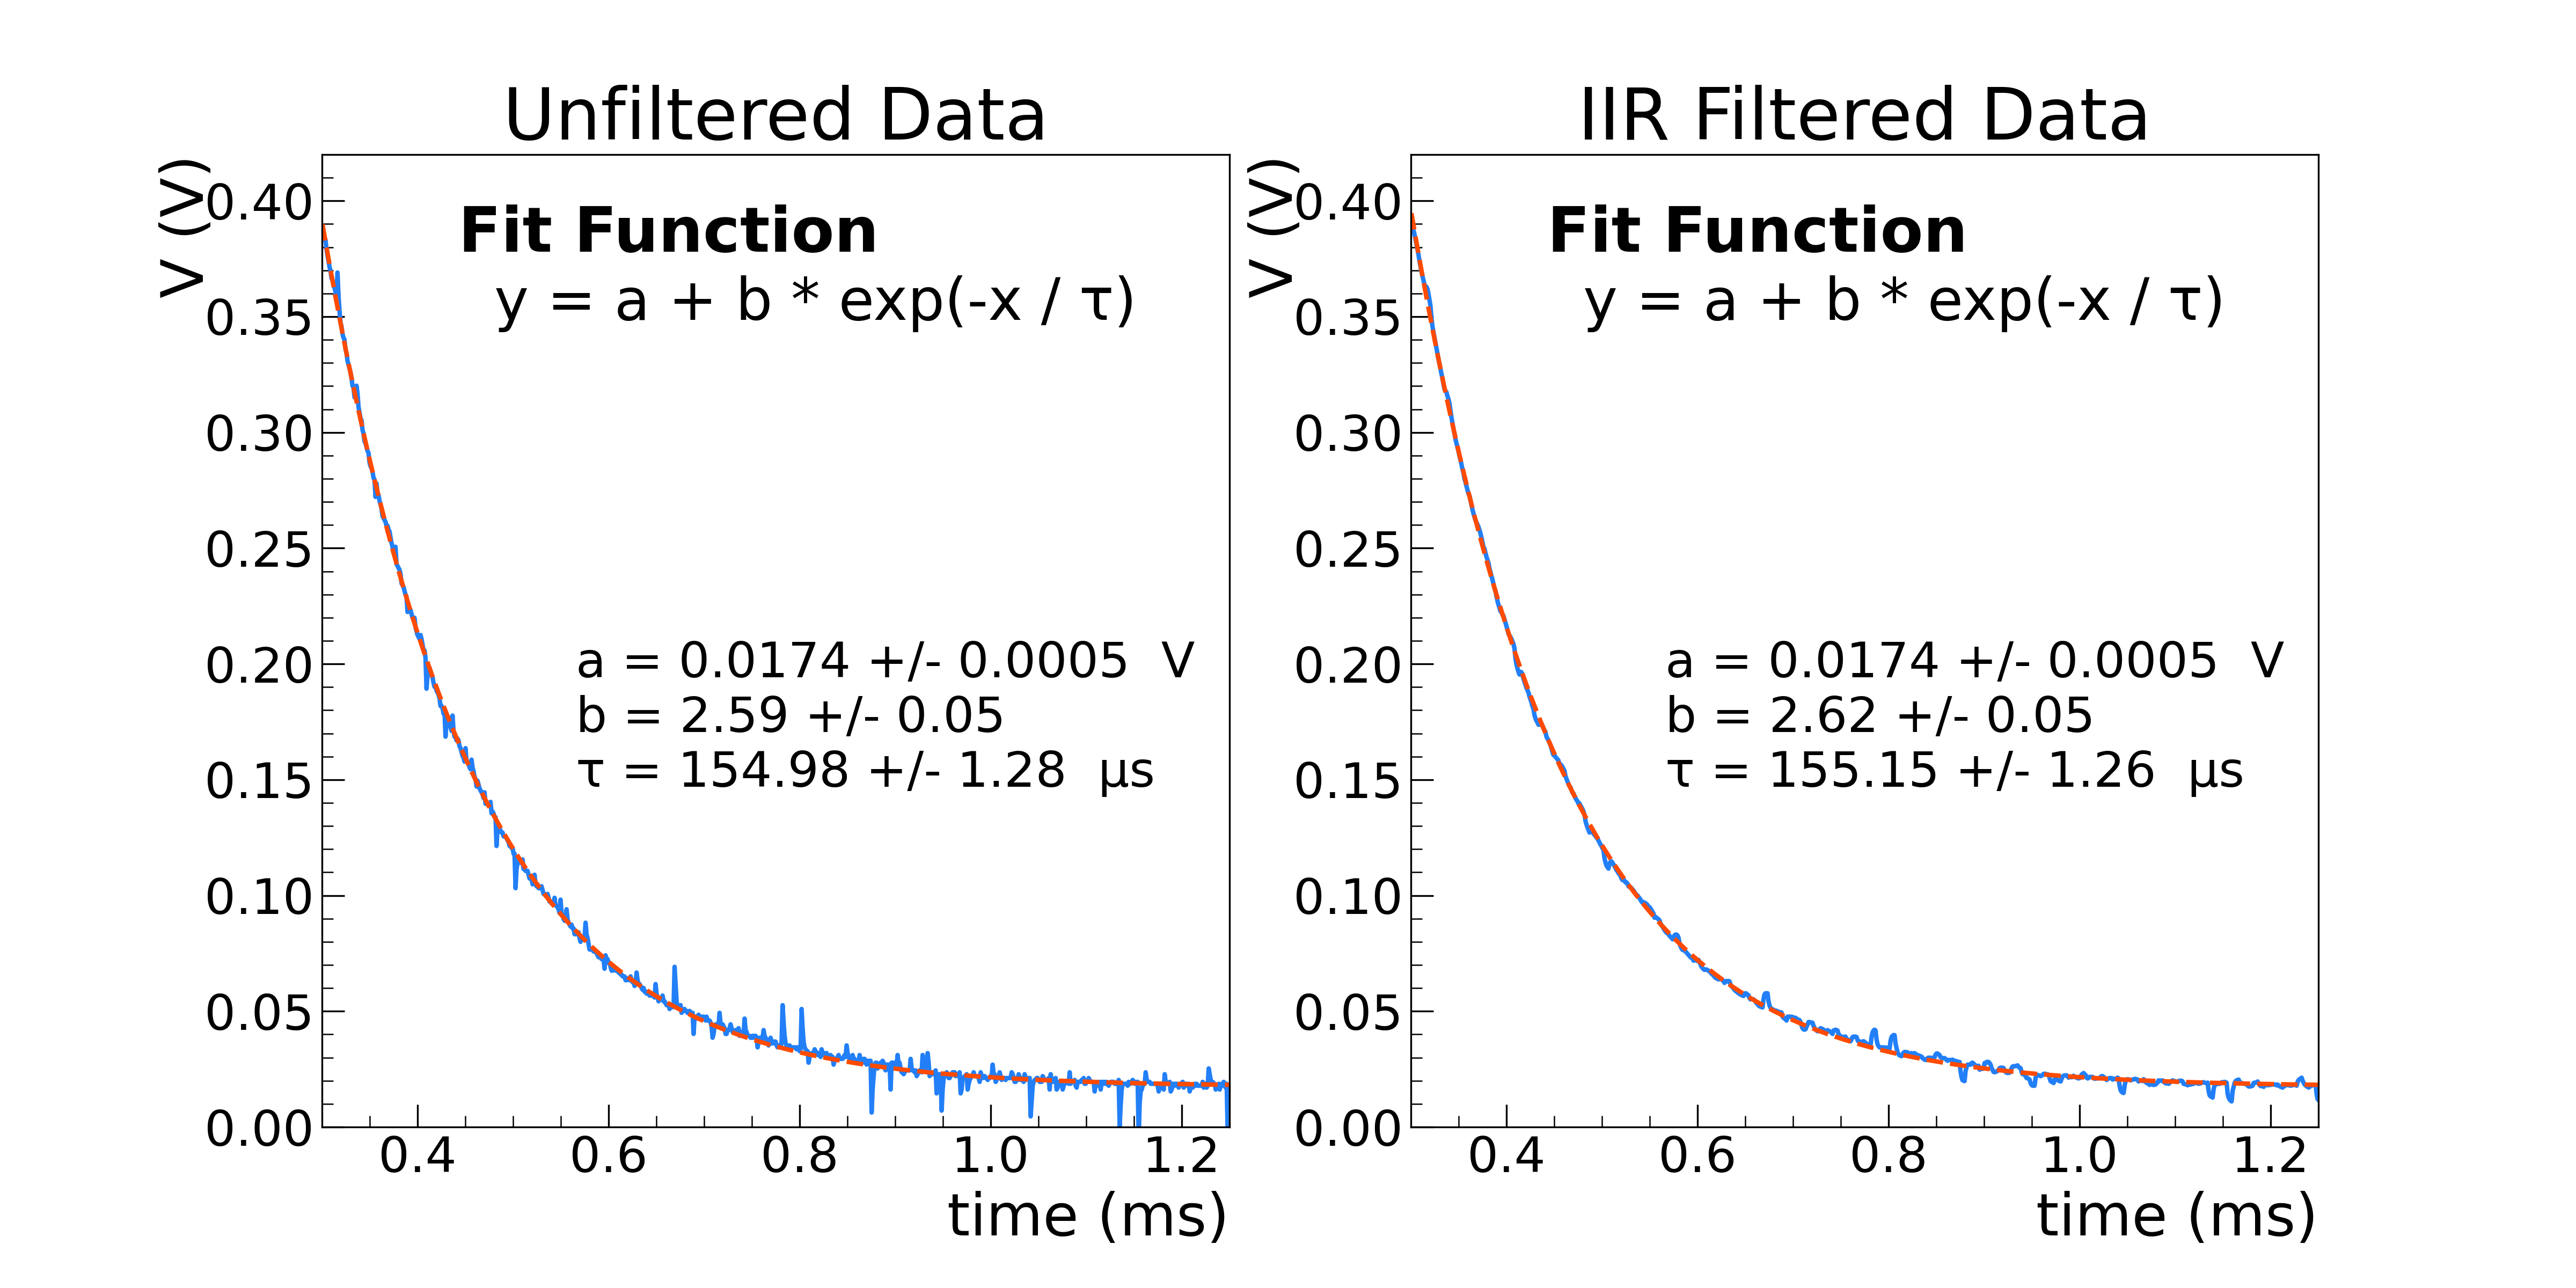 Unfiltered Data
V (V)
0.40
0.35
0.30
0.25
0.20
0.15
0.10
0.05
0.00
Fit Function
y = a + b * exp(-x / τ)
a = 0.0174 +/- 0.0005 V
b = 2.59 +/- 0.05
τ = 154.98 +/- 1.28 μs
0.4 0.6 0.8 1.0 1.2
time (ms)
IIR Filtered Data
V (V)
0.40
0.35
0.30
0.25
0.20
0.15
0.10
0.05
0.00
Fit Function
y = a + b * exp(-x / τ)
a = 0.0174 +/- 0.0005 V
b = 2.62 +/- 0.05
τ = 155.15 +/- 1.26 μs
0.4 0.6 0.8 1.0 1.2
time (ms)